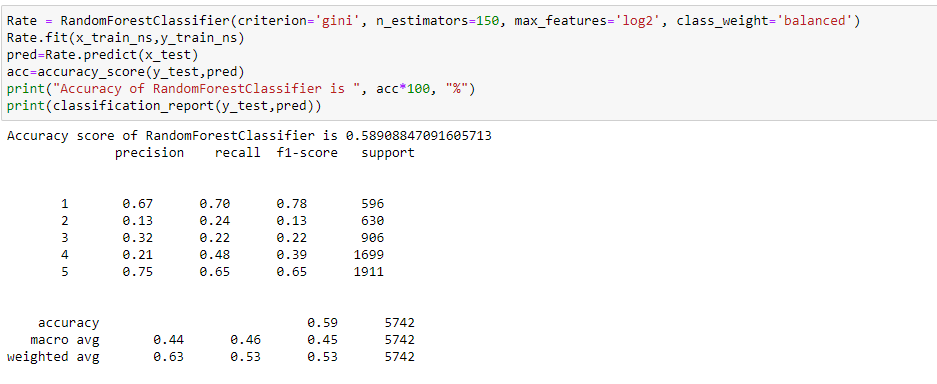 Rate = RandomForestClassifier(criterion='gini', n_estimators=150, max_features='log2', class_weight='balanced')
Rate.fit(x_train_ns,y_train_ns)
pred=Rate.predict(x_test)
acc=accuracy_score(y_test,pred)
print("Accuracy of RandomForestClassifier is ", acc*100, "%")
print(classification_report(y_test,pred))
Accuracy score of RandomForestClassifier is 0.58908847091605713
precision recall f1-score support
1 0.67 0.70 0.78 596
2 0.13 0.24 0.13 630
3 0.32 0.22 0.22 906
4 0.21 0.48 0.39 1699
5 0.75 0.65 0.65 1911
accuracy 0.59 5742
macro avg 0.44 0.46 0.45 5742
weighted avg 0.63 0.53 0.53 5742